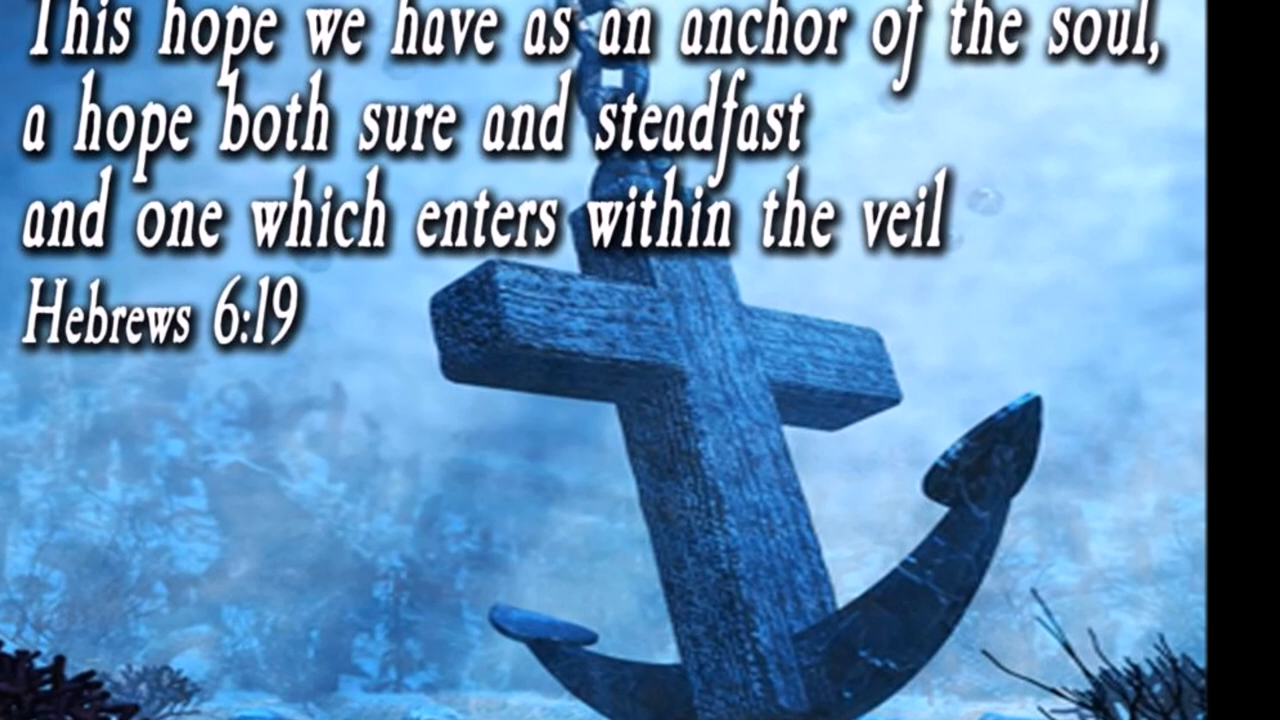 This hope we have as an anchor of the soul,
a hope both sure and steadfast
and one which enters within the veil
Hebrews 6:19